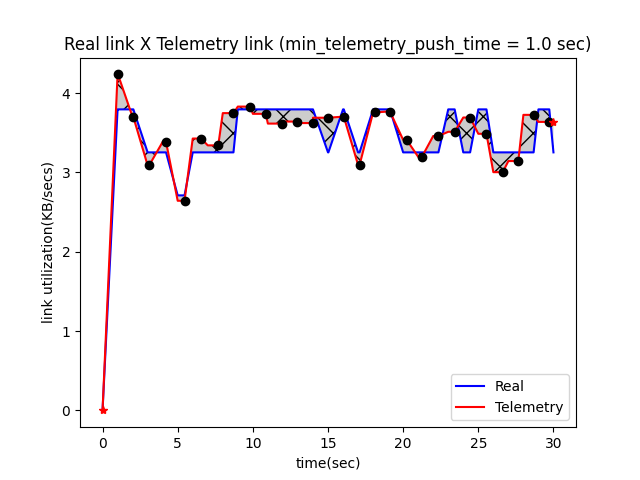 Real link X Telemetry link (min_telemetry_push_time = 1.0 sec)
link utilization(KB/secs)
4
3
2
1
0
0 5 10 15 20 25 30
time(sec)
Real
Telemetry